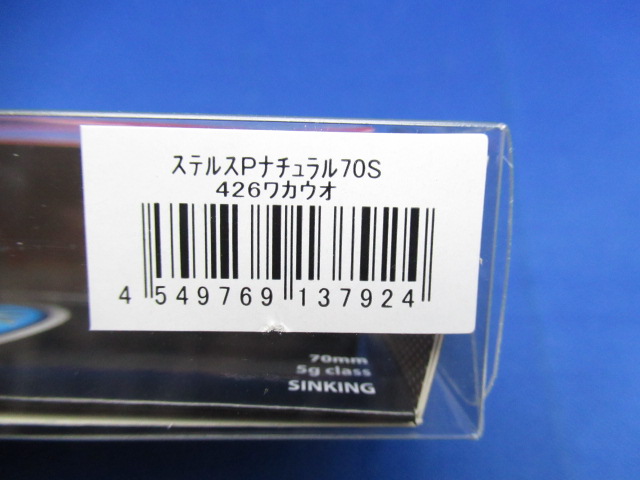 ｽﾃﾙｽPﾅﾁｭﾗﾙ70S
426ワカウオ
4 549769 137924
70mm
5g class
SINKING